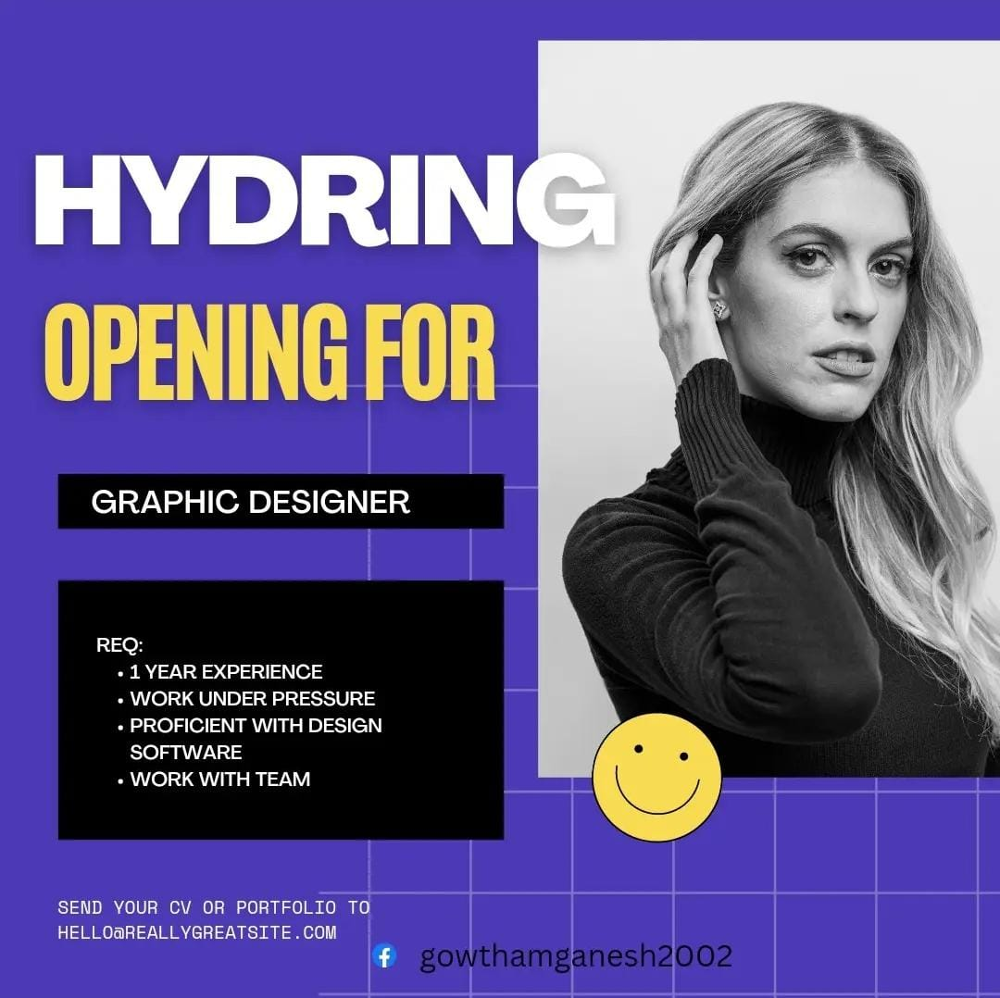 HYDRING
OPENING FOR
GRAPHIC DESIGNER
REQ:
• 1 YEAR EXPERIENCE
• WORK UNDER PRESSURE
• PROFICIENT WITH DESIGN
SOFTWARE
• WORK WITH TEAM
SEND YOUR CV OR PORTFOLIO TO
HELLO@REALLYGREATSITE.COM
gowthamganesh2002